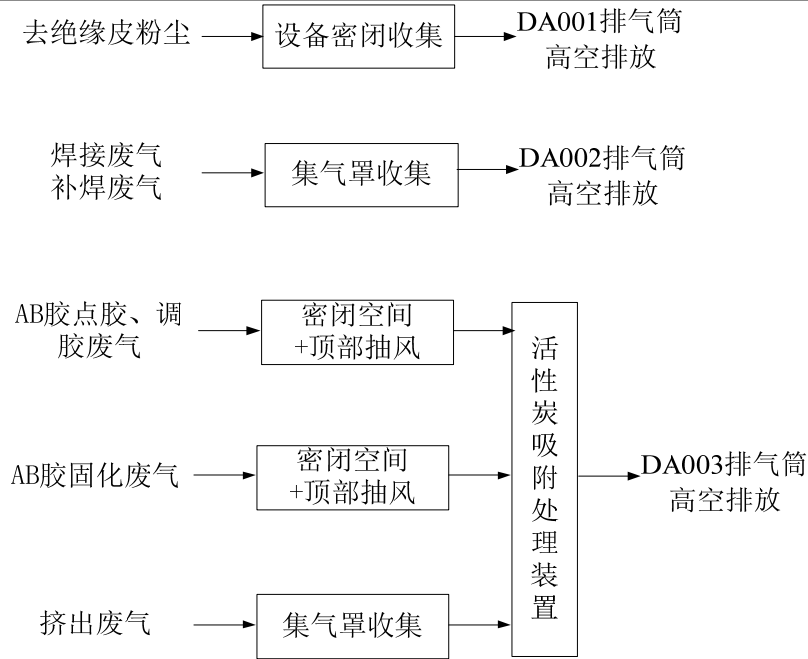 去绝缘皮粉尘
设备密闭收集
DA001排气筒
高空排放
焊接废气
补焊废气
集气罩收集
DA002排气筒
高空排放
AB胶点胶、调
胶废气
密闭空间
+顶部抽风
AB胶固化废气
密闭空间
+顶部抽风
挤出废气
集气罩收集
活性炭吸附处理装置
DA003排气筒
高空排放